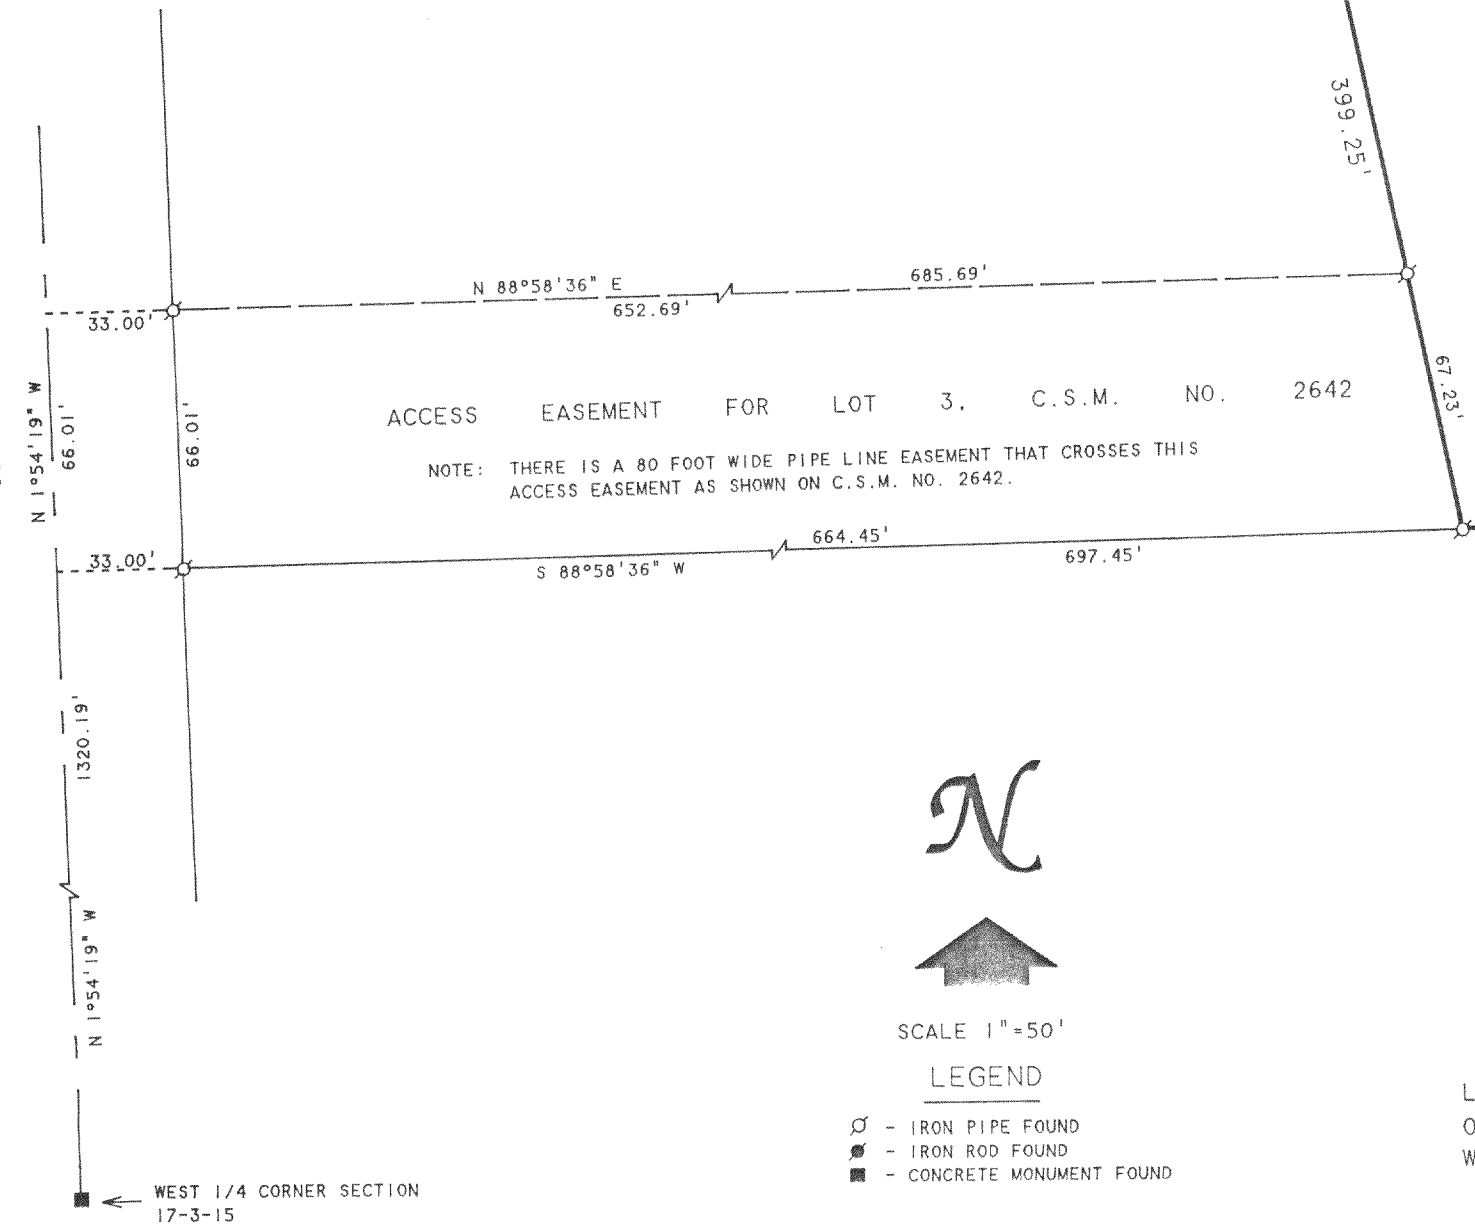 399.25'
N 88°58'36" E
685.69'
652.69'
33.00'
N 1°54'19" W
66.01'
66.01'
67.23'
ACCESS EASEMENT FOR LOT 3, C.S.M. NO. 2642
NOTE: THERE IS A 80 FOOT WIDE PIPE LINE EASEMENT THAT CROSSES THIS
ACCESS EASEMENT AS SHOWN ON C.S.M. NO. 2642.
33.00'
664.45'
697.45'
S 88°58'36" W
1320.19'
N 1°54'19" W
N
SCALE 1"=50'
LEGEND
- IRON PIPE FOUND
- IRON ROD FOUND
- CONCRETE MONUMENT FOUND
WEST 1/4 CORNER SECTION
17-3-15
L
O
W